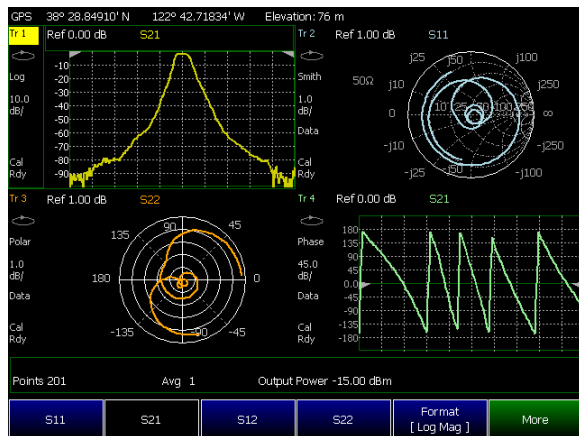 GPS 38º 28.84910' N 122º 42.71834' W Elevation: 76 m
Tr 1 Ref 0.00 dB S21
Log
10.0
dB/
Cal
Rdy
-10
-20
-30
-40
-50
-60
-70
-80
-90
Tr 2 Ref 1.00 dB S11
Smith
1.0
dB/
Data
Cal
Rdy
50Ω
j25
j50
j100
j10
j250
0
10
25
50
100
250
∞
-j10
-j250
-j25
-j100
Tr 3 Ref 1.00 dB S22
Polar
1.0
dB/
Data
Cal
Rdy
90
135
45
180
0
-135
-90
-45
Tr 4 Ref 0.00 dB S21
Phase
45.0
dB/
Data
Cal
Rdy
180
135
90
45
0.0
-45
-90
-135
-180
Points 201 Avg 1 Output Power -15.00 dBm
S11
S21
S12
S22
Format
[ Log Mag ]
More